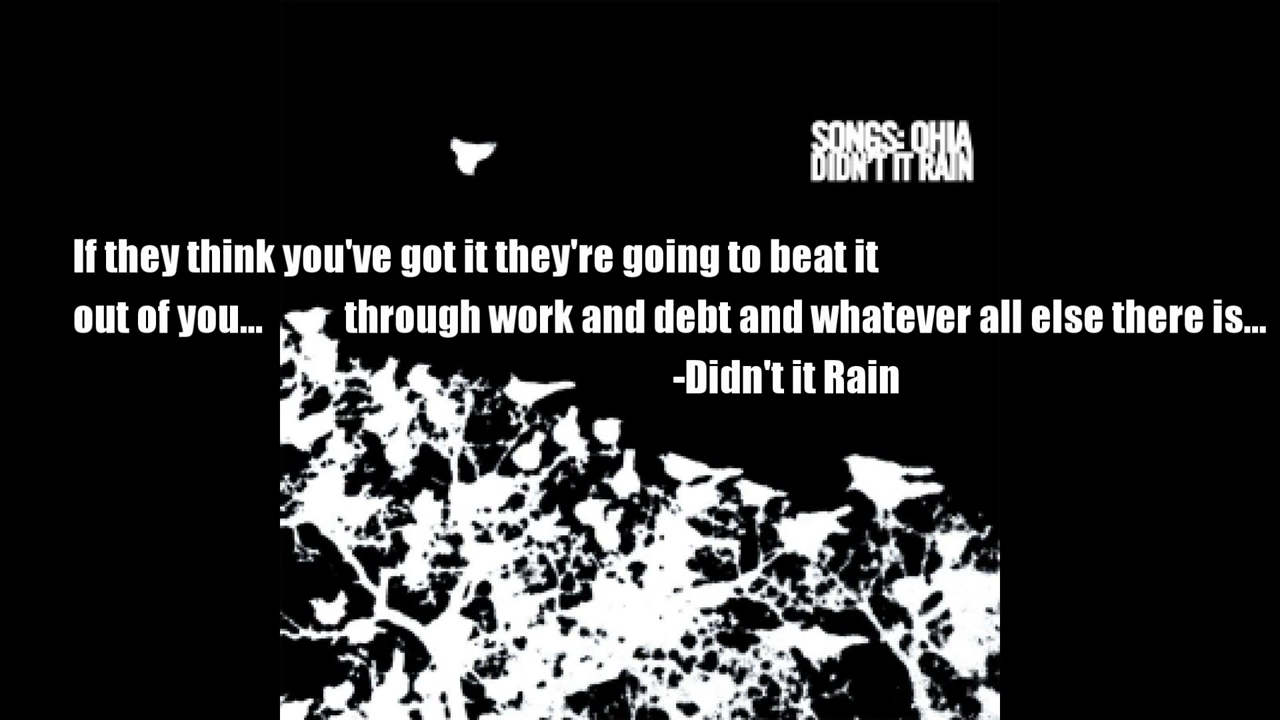 SONGS: OHIA
DIDN'T IT RAIN
If they think you've got it they're going to beat it
out of you... through work and debt and whatever all else there is...
-Didn't it Rain